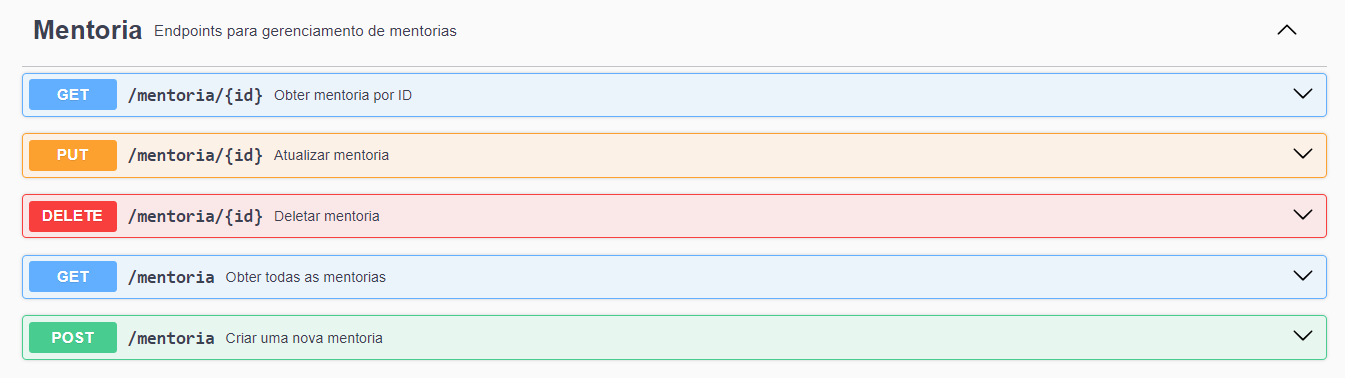 Mentoria Endpoints para gerenciamento de mentorias
GET /mentoria/{id} Obter mentoria por ID
PUT /mentoria/{id} Atualizar mentoria
DELETE /mentoria/{id} Deletar mentoria
GET /mentoria Obter todas as mentorias
POST /mentoria Criar uma nova mentoria